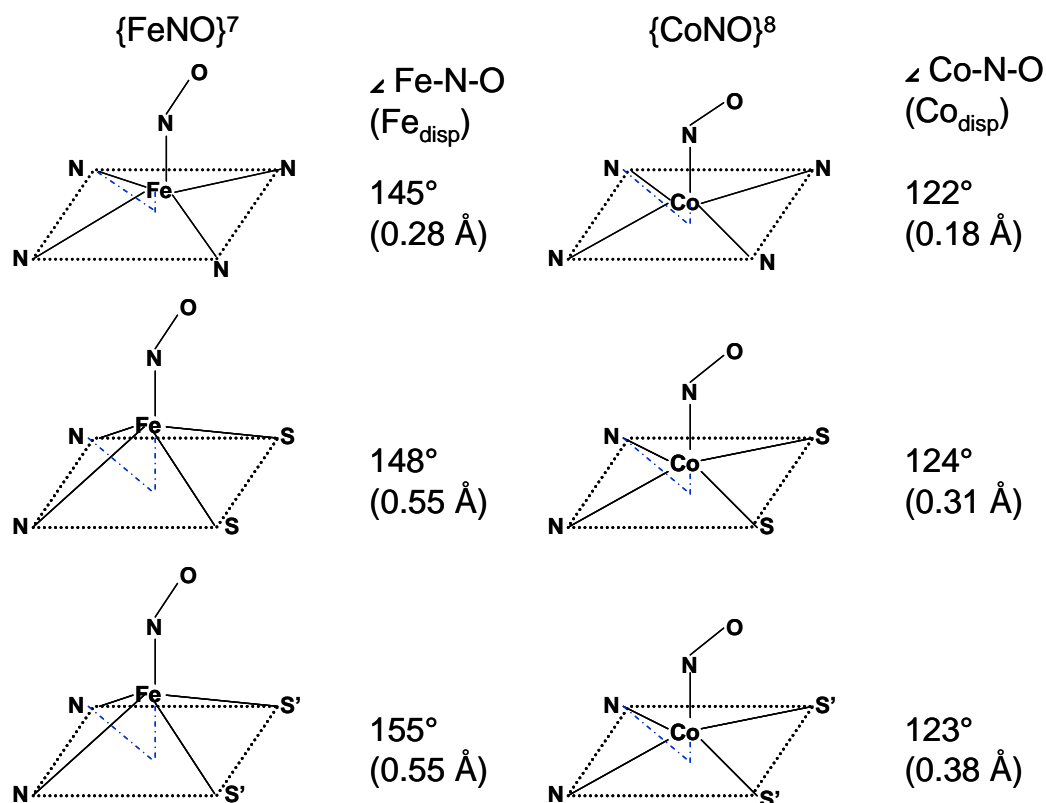 {FeNO}⁷ {CoNO}⁸
∠ Fe-N-O
(Fe_disp)
∠ Co-N-O
(Co_disp)
O
N
N N
Fe
N N
145°
(0.28 Å)
O
N
N N
Co
N N
122°
(0.18 Å)
O
N
Fe
N S
N S
148°
(0.55 Å)
O
N
N S
Co
N S
124°
(0.31 Å)
O
N
Fe
N S’
N S’
155°
(0.55 Å)
O
N
N S’
Co
N S’
123°
(0.38 Å)